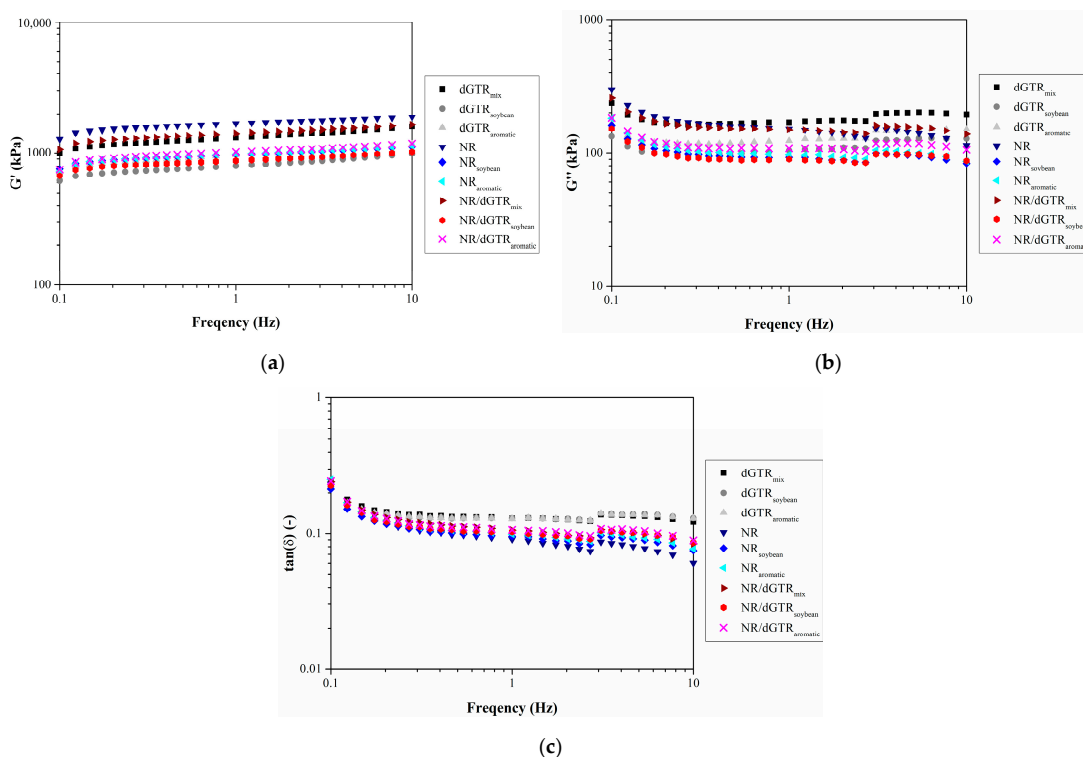 10,000
1000
100
G' (kPa)
0.1
1
10
Freqency (Hz)
dGTRmix
dGTRsoybean
dGTRaromatic
NR
NRsoybean
NRaromatic
NR/dGTRmix
NR/dGTRsoybean
NR/dGTRaromatic
(a)
1000
100
10
G'' (kPa)
0.1
1
10
Freqency (Hz)
dGTRmix
dGTRsoybean
dGTRaromatic
NR
NRsoybean
NRaromatic
NR/dGTRmix
NR/dGTRsoybe
NR/dGTRaroma
(b)
1
0.1
0.01
tan(δ) (-)
0.1
1
10
Freqency (Hz)
dGTRmix
dGTRsoybean
dGTRaromatic
NR
NRsoybean
NRaromatic
NR/dGTRmix
NR/dGTRsoybean
NR/dGTRaromatic
(c)